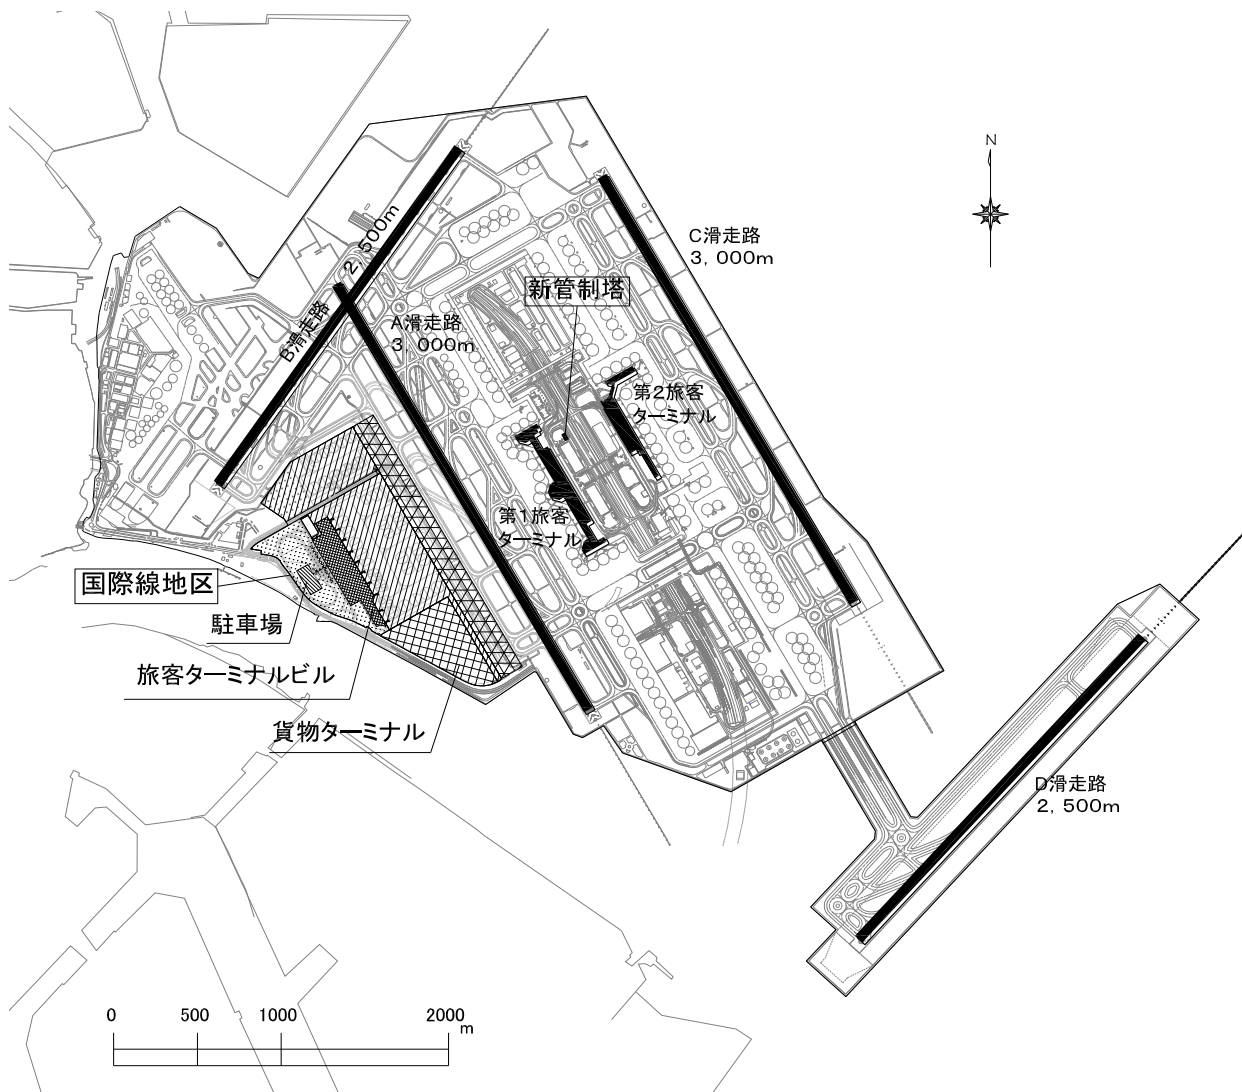 N
C滑走路
3,000m
B滑走路 2,500m
新管制塔
A滑走路
3,000m
第2旅客
ターミナル
第1旅客
ターミナル
国際線地区
駐車場
旅客ターミナルビル
貨物ターミナル
D滑走路
2,500m
0 500 1000 2000
m